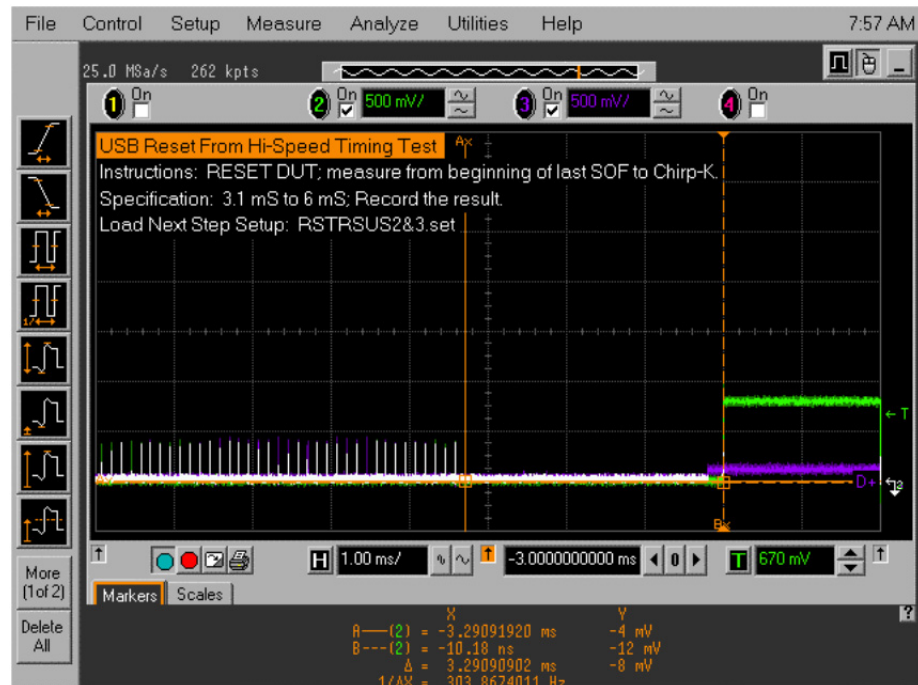 File Control Setup Measure Analyze Utilities Help 7:57 AM
25.0 MSa/s 262 kpts
1 On 2 On 500 mV/ 3 On 500 mV/ 4 On
USB Reset From Hi-Speed Timing Test
Ax
Instructions: RESET DUT; measure from beginning of last SOF to Chirp-K.
Specification: 3.1 mS to 6 mS; Record the result.
Load Next Step Setup: RSTRSUS2&3.set
T
D+
2
Bx
H 1.00 ms/ -3.0000000000 ms 0 T 670 mV
More
(1of 2)
Delete
All
Markers Scales
?
X Y
A——(2) = -3.29091920 ms -4 mV
B---(2) = -10.18 ns -12 mV
Δ = 3.29090902 ms -8 mV
1/ΔX = 303.8674011 Hz